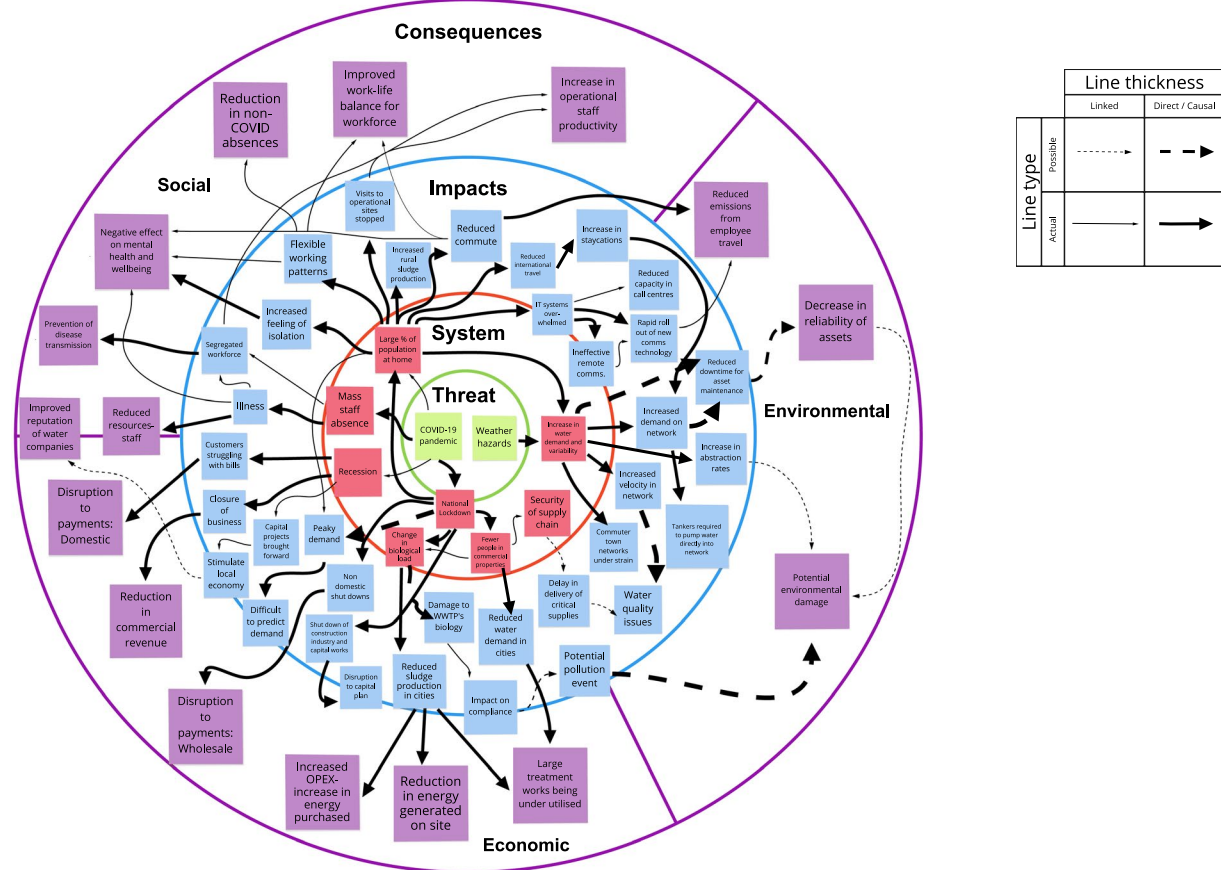 Consequences
Improved
work-life
balance for
workforce
Increase in
operational
staff
productivity
Reduction
in non-
COVID
absences
Line thickness
Linked
Direct / Causal
Line type
Possible
Actual
Social
Impacts
Visits to
operational
sites
stopped
Reduced
commute
Increase in
staycations
Reduced
emissions
from
employee
travel
Negative effect
on mental
health and
wellbeing
Flexible
working
patterns
Increased
rural
sludge
production
Reduced
international
travel
Reduced
capacity in
call centres
Decrease in
reliability of
assets
Prevention of
disease
transmission
Segregated
workforce
Increased
feeling of
isolation
System
Large % of
population
at home
IT systems
over-
whelmed
Rapid roll
out of new
comms
technology
Ineffective
remote
comms.
Reduced
downtime for
asset
maintenance
Threat
Improved
reputation
of water
companies
Reduced
resources-
staff
Illness
Mass
staff
absence
COVID-19
pandemic
Weather
hazards
Increase in
water
demand and
variability
Increased
demand on
network
Environmental
Customers
struggling
with bills
Recession
Increase in
abstraction
rates
Disruption
to
payments:
Domestic
Closure
of
business
National
Lockdown
Security
of supply
chain
Increased
velocity in
network
Capital
projects
brought
forward
Peaky
demand
Change
in
biological
load
Fewer
people in
commercial
properties
Commuter
town
networks
under strain
Tankers required
to pump water
directly into
network
Stimulate
local
economy
Non
domestic
shut downs
Delay in
delivery of
critical
supplies
Water
quality
issues
Potential
environmental
damage
Reduction
in
commercial
revenue
Difficult
to predict
demand
Shut down of
construction
industry and
capital works
Damage to
WWTP's
biology
Reduced
water
demand in
cities
Disruption
to
payments:
Wholesale
Disruption
to capital
plan
Reduced
sludge
production
in cities
Impact on
compliance
Potential
pollution
event
Increased
OPEX-
increase in
energy
purchased
Reduction
in energy
generated
on site
Large
treatment
works being
under utilised
Economic